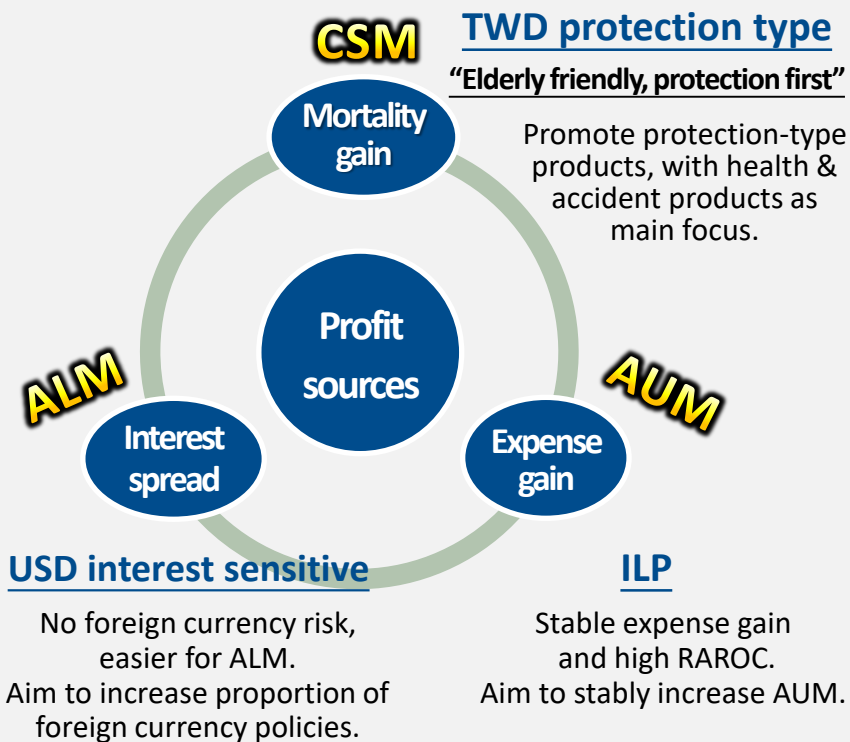 CSM
TWD protection type
“Elderly friendly, protection first”
Mortality
gain
Promote protection-type
products, with health &
accident products as
main focus.
Profit
sources
ALM
AUM
Interest
spread
Expense
gain
USD interest sensitive
No foreign currency risk,
easier for ALM.
Aim to increase proportion of
foreign currency policies.
ILP
Stable expense gain
and high RAROC.
Aim to stably increase AUM.